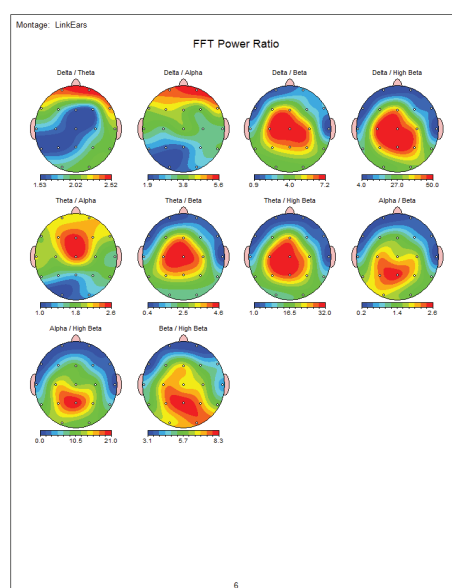 Montage: LinkEars
FFT Power Ratio
Delta / Theta
Delta / Alpha
Delta / Beta
Delta / High Beta
1.53 2.02 2.52
1.9 3.8 5.6
0.9 4.0 7.2
4.0 27.0 50.0
Theta / Alpha
Theta / Beta
Theta / High Beta
Alpha / Beta
1.0 1.8 2.6
0.4 2.5 4.6
1.0 16.5 32.0
0.2 1.4 2.6
Alpha / High Beta
Beta / High Beta
0.0 10.5 21.0
3.1 5.7 8.3
6